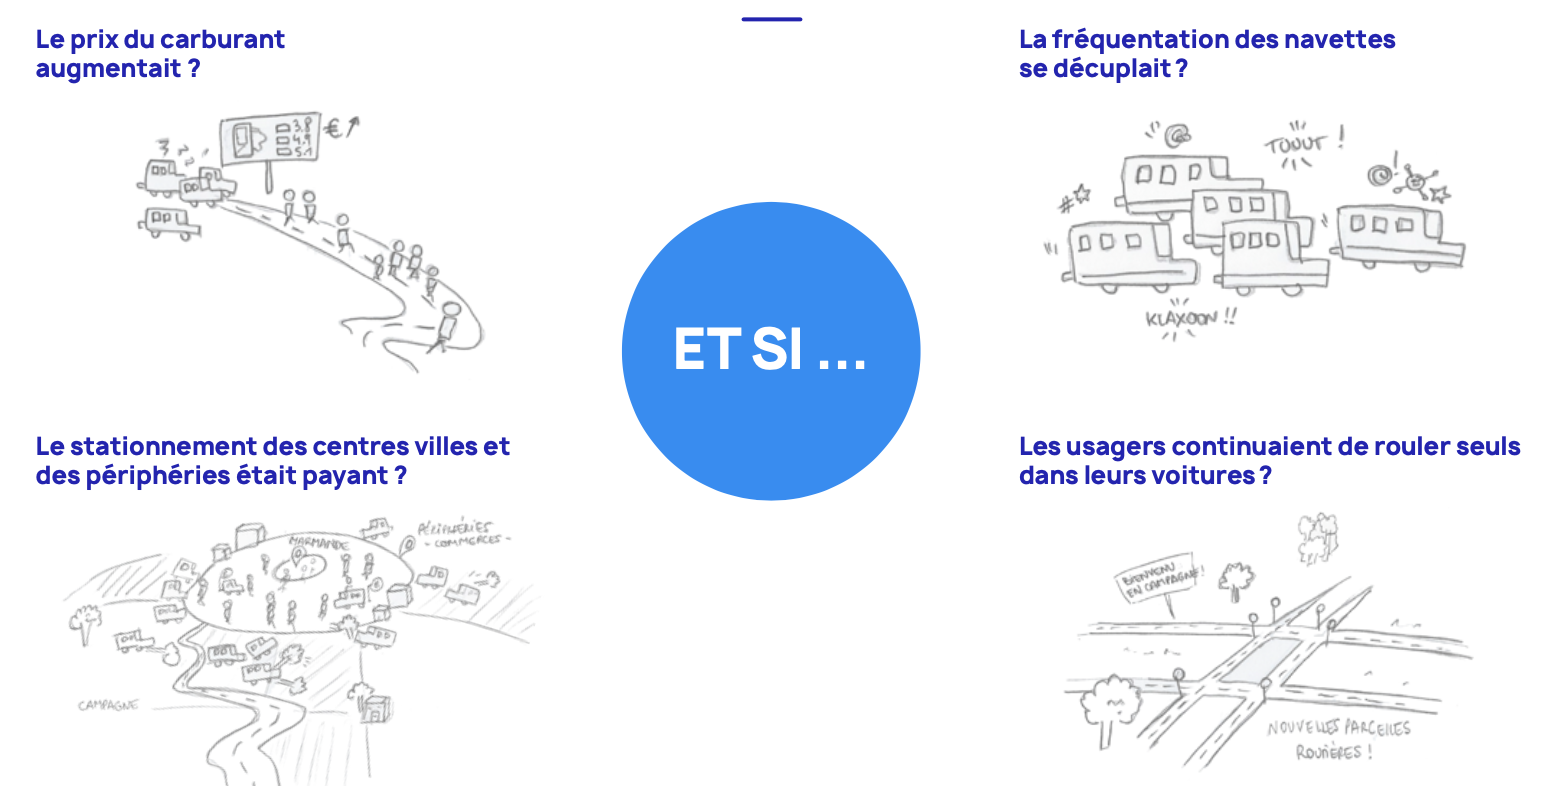 Le prix du carburant
augmentait ?
3.8
4.9
5.1
€
ET SI ...
La fréquentation des navettes
se décuplait ?
TOUUT !
#
!
KLAXOON !!
Le stationnement des centres villes et
des périphéries était payant ?
MARMANDE
PÉRIPHÉRIES
- COMMERCES -
CAMPAGNE
Les usagers continuaient de rouler seuls
dans leurs voitures ?
BIENVENU
EN CAMPAGNE !
NOUVELLES PARCELLES
ROUTIÈRES !